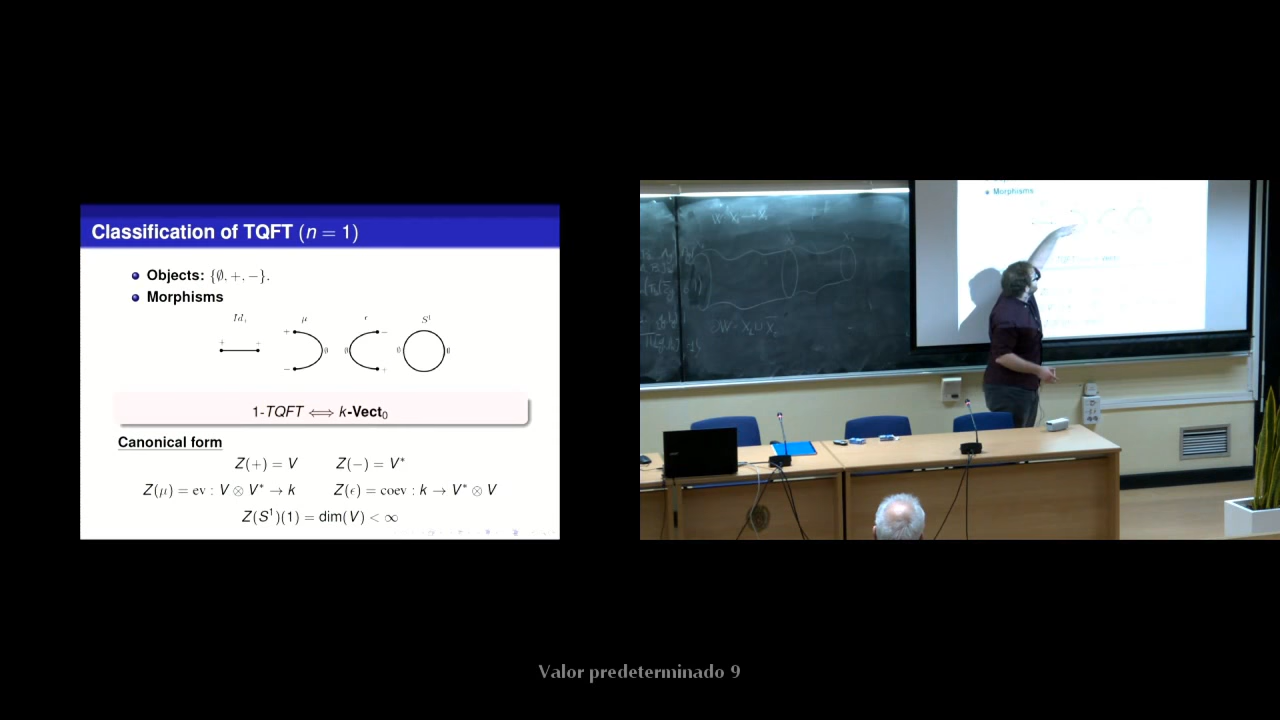 Classification of TQFT (n = 1)
Objects: {∅, +, −}.
Morphisms
Id, μ ϵ S¹
+ + + − ∅ ∅ − + ∅ ∅
1-TQFT ⟺ k-Vect₀
Canonical form
Z(+) = V Z(−) = V*
Z(μ) = ev : V ⊗ V* → k Z(ϵ) = coev : k → V* ⊗ V
Z(S¹)(1) = dim(V) < ∞
Morphisms
Valor predeterminado 9